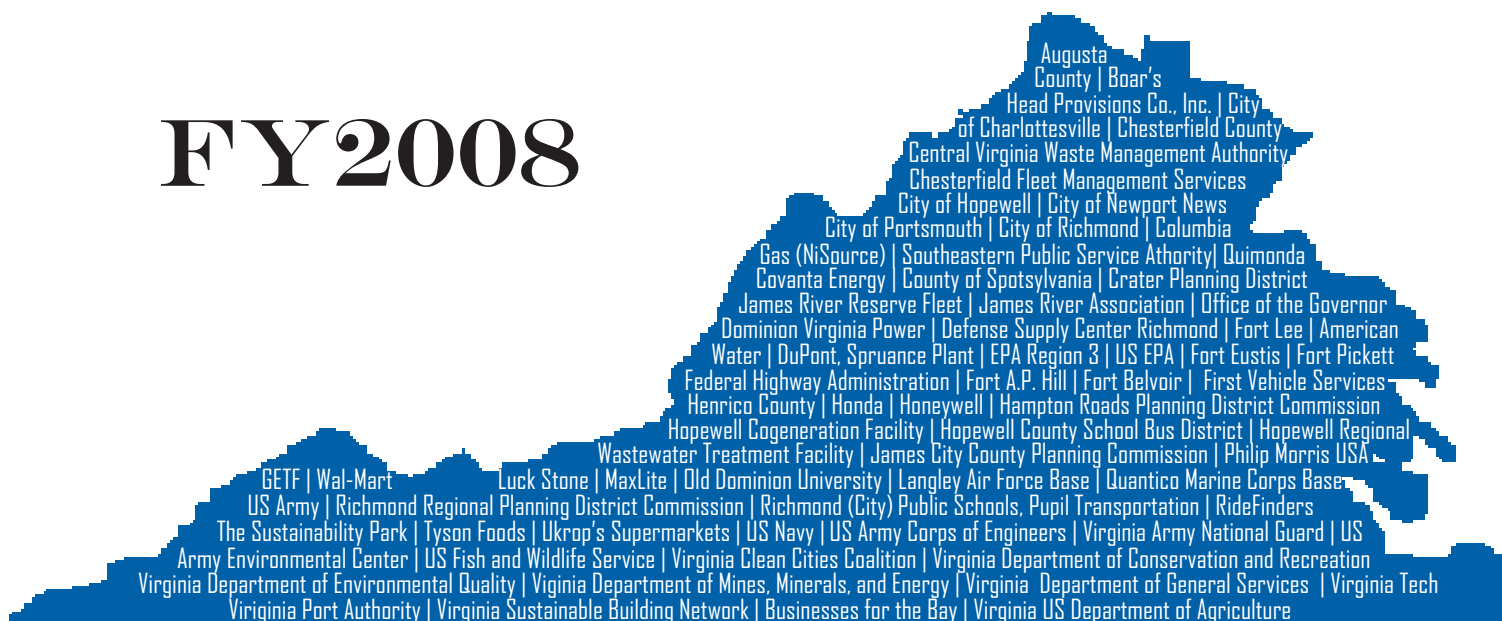 FY2008
Augusta
County | Boar's
Head Provisions Co., Inc. | City
of Charlottesville | Chesterfield County
Central Virginia Waste Management Authority
Chesterfield Fleet Management Services
City of Hopewell | City of Newport News
City of Portsmouth | City of Richmond | Columbia
Gas (NiSource) | Southeastern Public Service Athority| Quimonda
Covanta Energy | County of Spotsylvania | Crater Planning District
James River Reserve Fleet | James River Association | Office of the Governor
Dominion Virginia Power | Defense Supply Center Richmond | Fort Lee | American
Water | DuPont, Spruance Plant | EPA Region 3 | US EPA | Fort Eustis | Fort Pickett
Federal Highway Administration | Fort A.P. Hill | Fort Belvoir | First Vehicle Services
Henrico County | Honda | Honeywell | Hampton Roads Planning District Commission
Hopewell Cogeneration Facility | Hopewell County School Bus District | Hopewell Regional
Wastewater Treatment Facility | James City County Planning Commission | Philip Morris USA
GETF | Wal-Mart Luck Stone | MaxLite | Old Dominion University | Langley Air Force Base | Quantico Marine Corps Base
US Army | Richmond Regional Planning District Commission | Richmond (City) Public Schools, Pupil Transportation | RideFinders
The Sustainability Park | Tyson Foods | Ukrop's Supermarkets | US Navy | US Army Corps of Engineers | Virginia Army National Guard | US
Army Environmental Center | US Fish and Wildlife Service | Virginia Clean Cities Coalition | Virginia Department of Conservation and Recreation
Virginia Department of Environmental Quality | Viginia Department of Mines, Minerals, and Energy | Virginia Department of General Services | Virginia Tech
Viriginia Port Authority | Virginia Sustainable Building Network | Businesses for the Bay | Virginia US Department of Agriculture